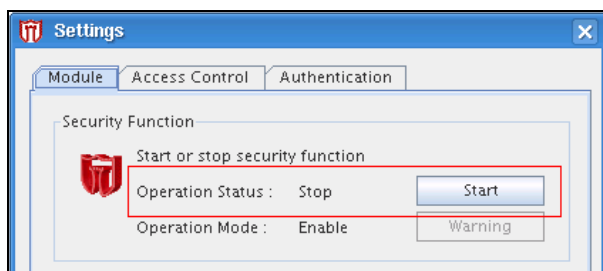 Settings
Module Access Control Authentication
Security Function
Start or stop security function
Operation Status : Stop Start
Operation Mode : Enable Warning